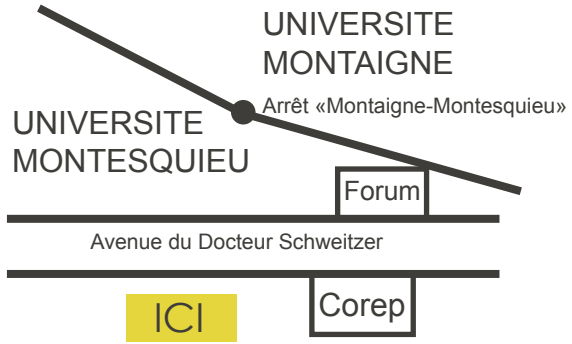 UNIVERSITE
MONTAIGNE
Arrêt «Montaigne-Montesquieu»
UNIVERSITE
MONTESQUIEU
Forum
Avenue du Docteur Schweitzer
ICI
Corep